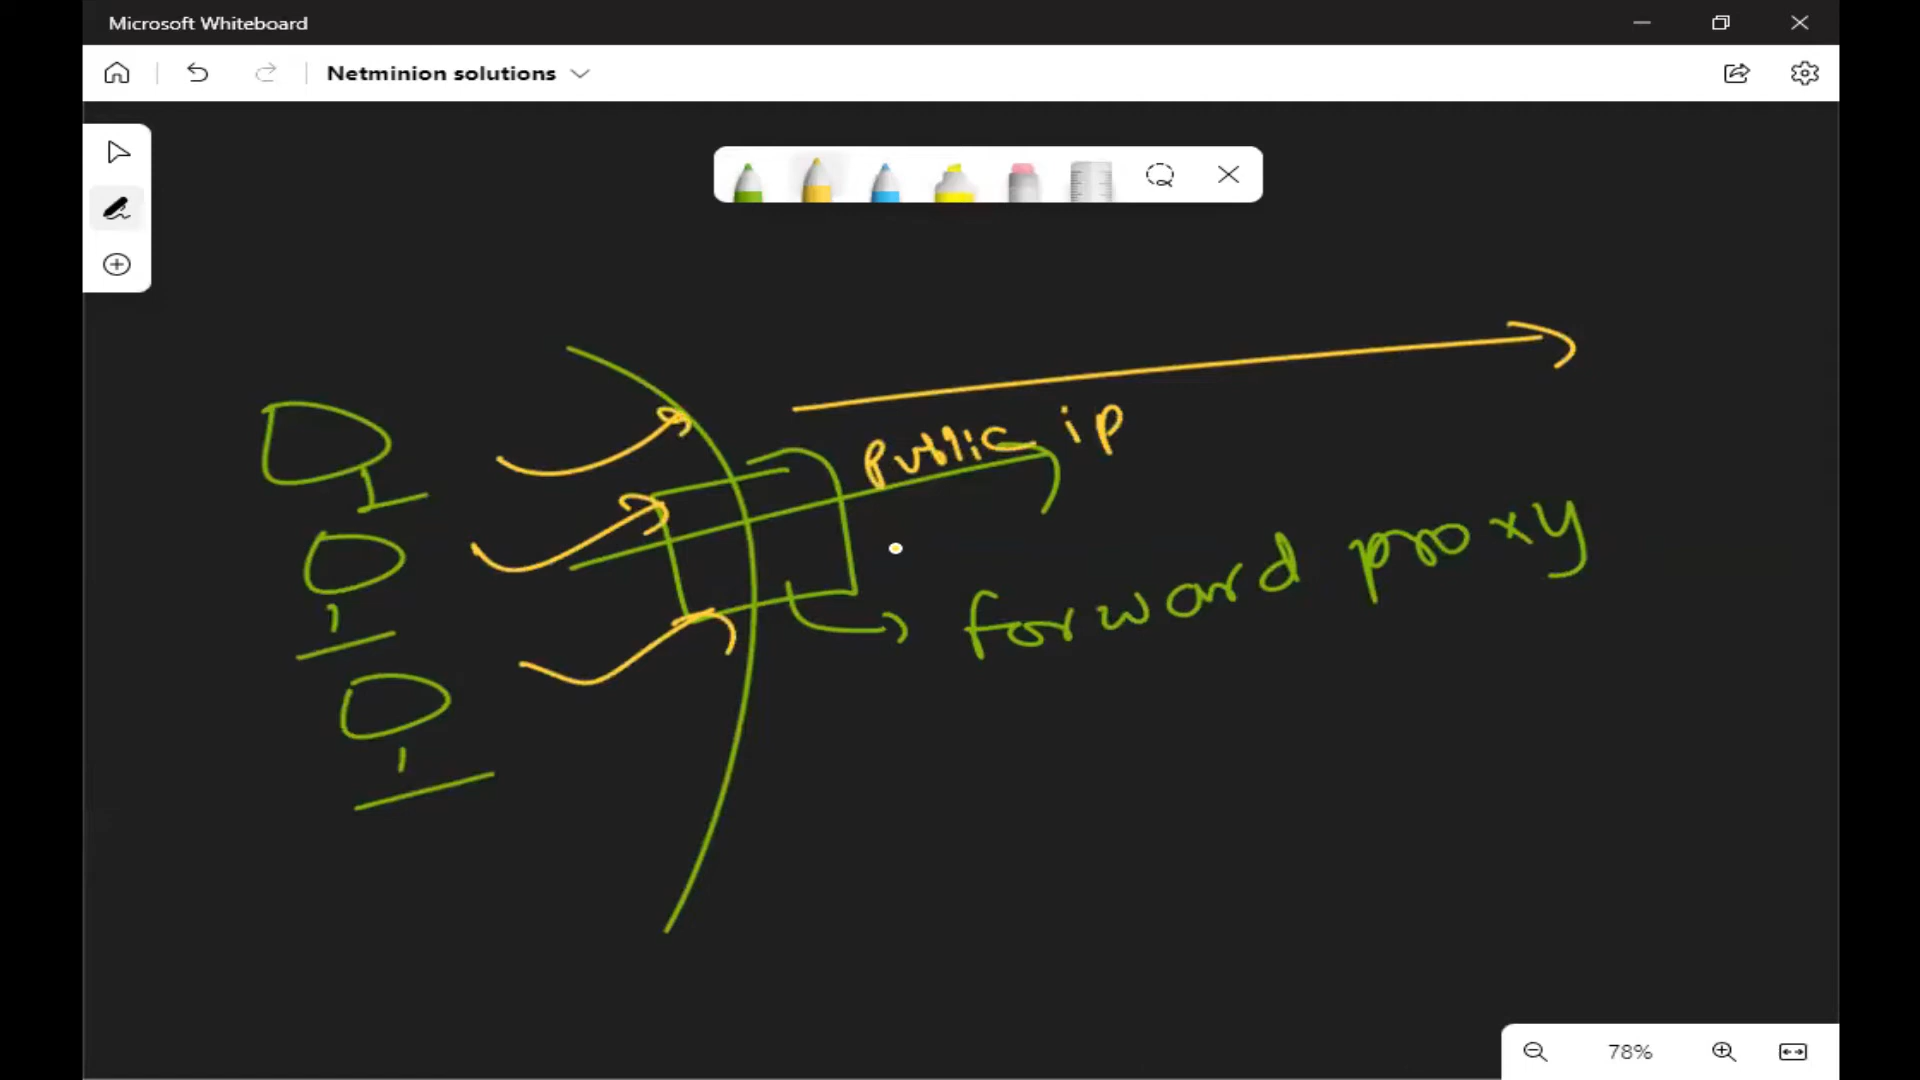 Microsoft Whiteboard
Netminion solutions
Public ip
forward proxy
78%